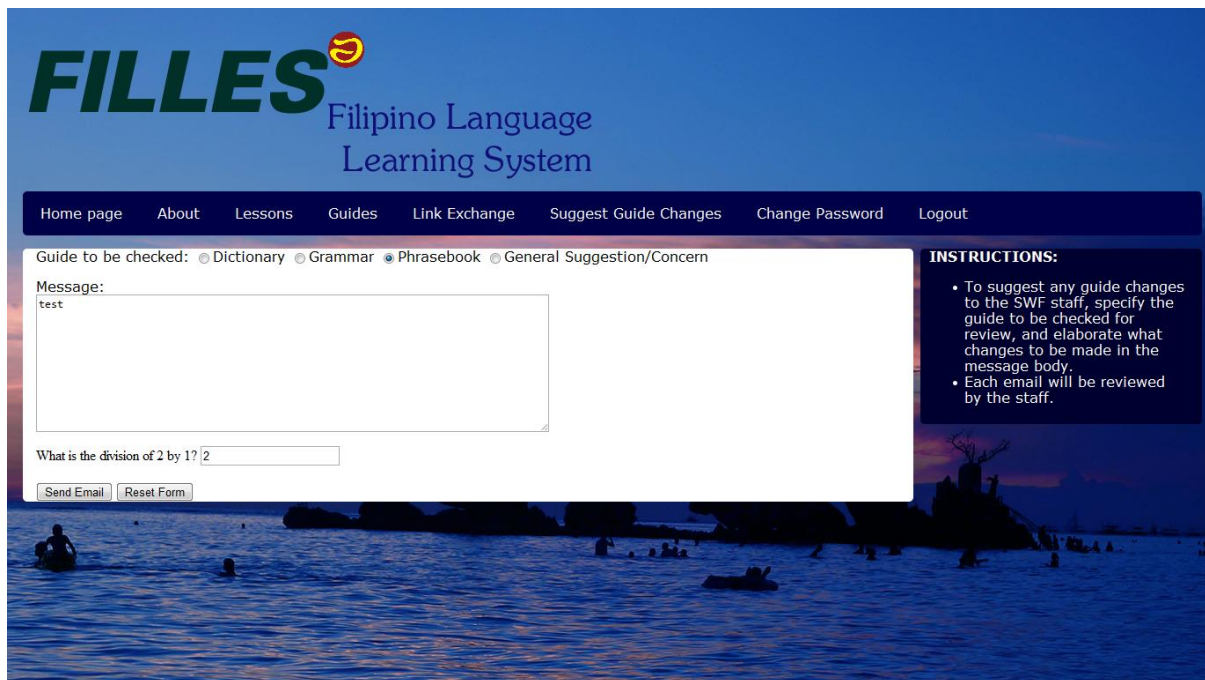 FILLES
Filipino Language
Learning System
Home page About Lessons Guides Link Exchange Suggest Guide Changes Change Password Logout
Guide to be checked: Dictionary Grammar Phrasebook General Suggestion/Concern
Message:
test
What is the division of 2 by 1? 2
Send Email Reset Form
INSTRUCTIONS:
• To suggest any guide changes
to the SWF staff, specify the
guide to be checked for
review, and elaborate what
changes to be made in the
message body.
• Each email will be reviewed
by the staff.